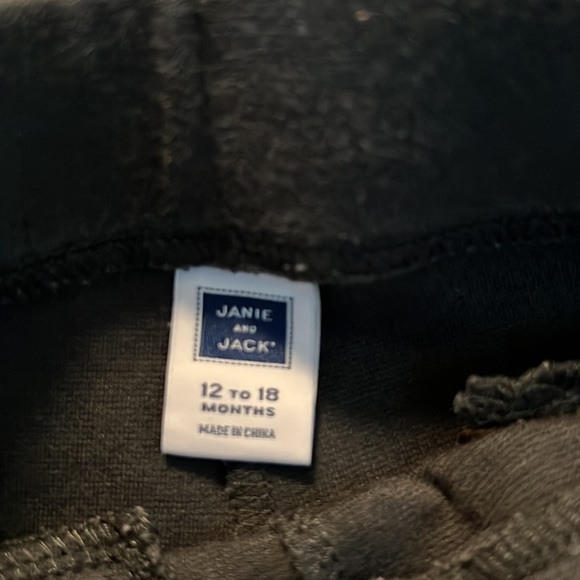 JANIE
AND
JACK®
12 TO 18
MONTHS
MADE IN CHINA